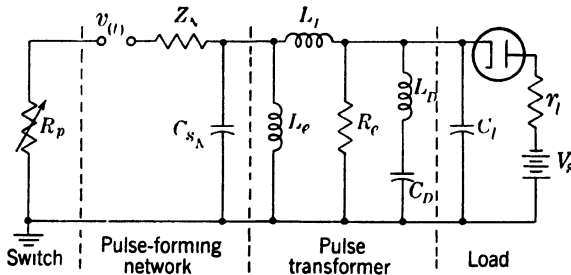 v(t)
Z_N
L_l
R_p
C_{S_N}
L_e
R_e
L_D
C_D
C_l
r_l
V_s
Switch
Pulse-forming network
Pulse transformer
Load